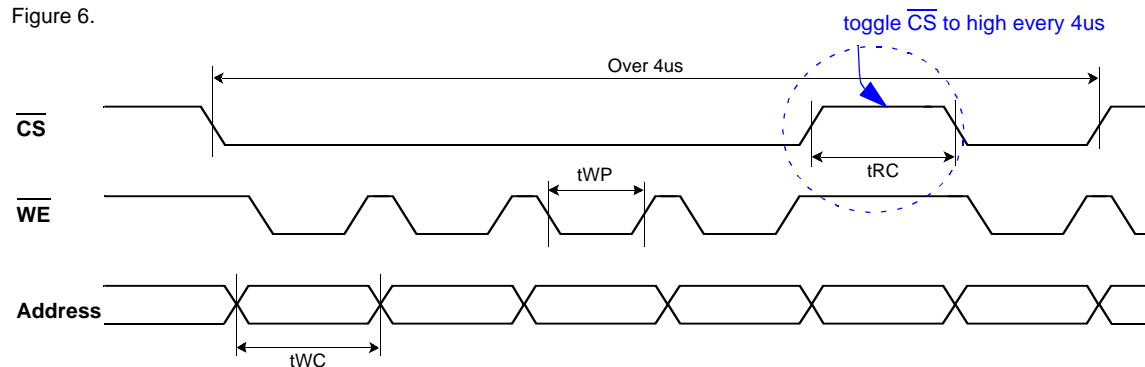 Figure 6.
toggle CS to high every 4us
Over 4us
CS
tRC
tWP
WE
Address
tWC